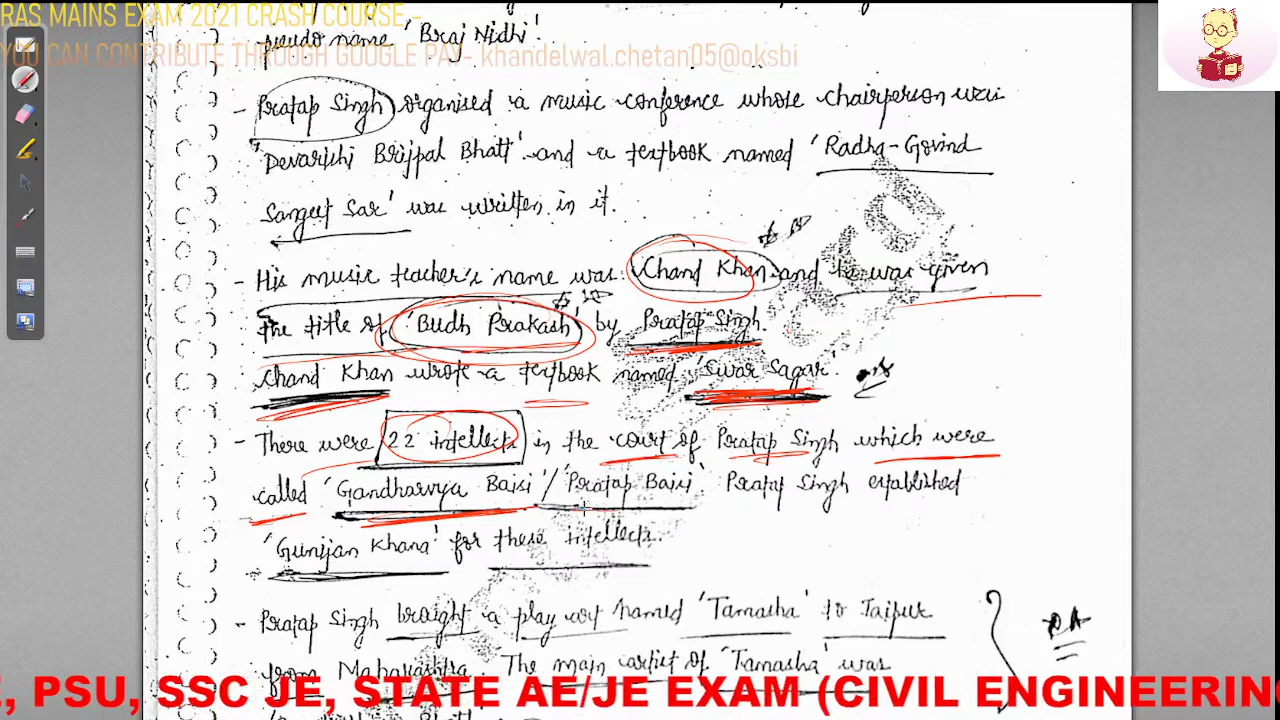 RAS MAINS EXAM 2021 CRASH COURSE -
YOU CAN CONTRIBUTE THROUGH GOOGLE PAY- khandelwal.chetan05@oksbi
pseudo name 'Braj Nidhi'.
- Pratap Singh organised a music conference whose chairperson was
'Devarshi Brijpal Bhatt' and a textbook named 'Radha-Govind
Sangeet Sar' was written in it.
- His music teacher's name was Chand Khan and he was given
the title of 'Budh Prakash' by Pratap Singh.
Chand Khan wrote a textbook named 'Swar Sagar'.
- There were 22 intellects in the court of Pratap Singh which were
called 'Gandharvya Baisi'/'Pratap Baisi' Pratap Singh established
'Gunijan Khana' for these intellects.
- Pratap Singh braight a play art named 'Tamasha' to Jaipur
from Maharashtra. The main artist of 'Tamasha' was
Bhatt
E, PSU, SSC JE, STATE AE/JE EXAM (CIVIL ENGINEERING